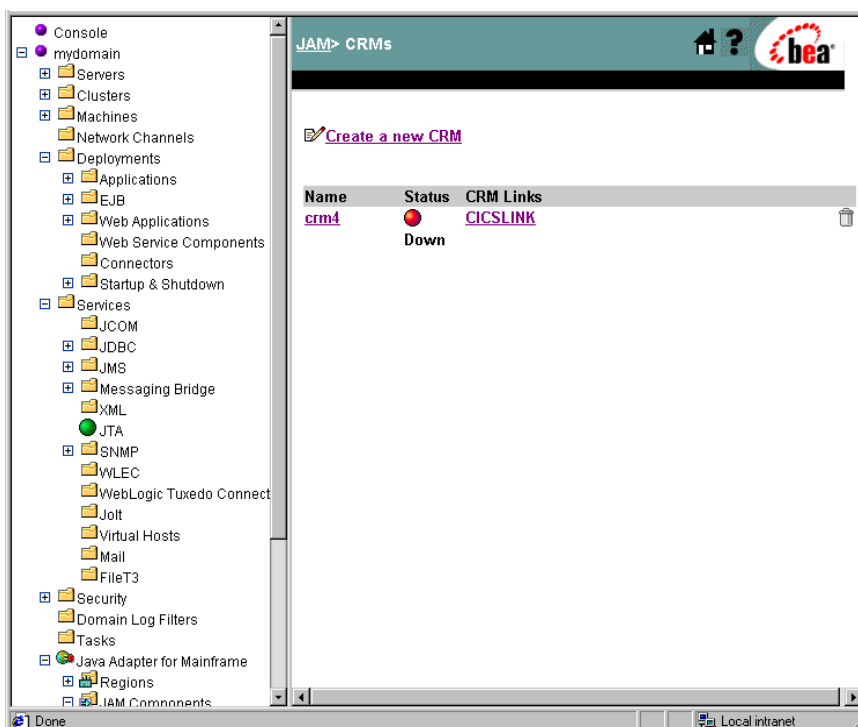 Console
mydomain
Servers
Clusters
Machines
Network Channels
Deployments
Applications
EJB
Web Applications
Web Service Components
Connectors
Startup & Shutdown
Services
JCOM
JDBC
JMS
Messaging Bridge
XML
JTA
SNMP
WLEC
WebLogic Tuxedo Connect
Jolt
Virtual Hosts
Mail
FileT3
Security
Domain Log Filters
Tasks
Java Adapter for Mainframe
Regions
JAM Components
JAM> CRMs
?
bea
Create a new CRM
Name Status CRM Links
crm4 CICSLINK
Down
Done Local intranet